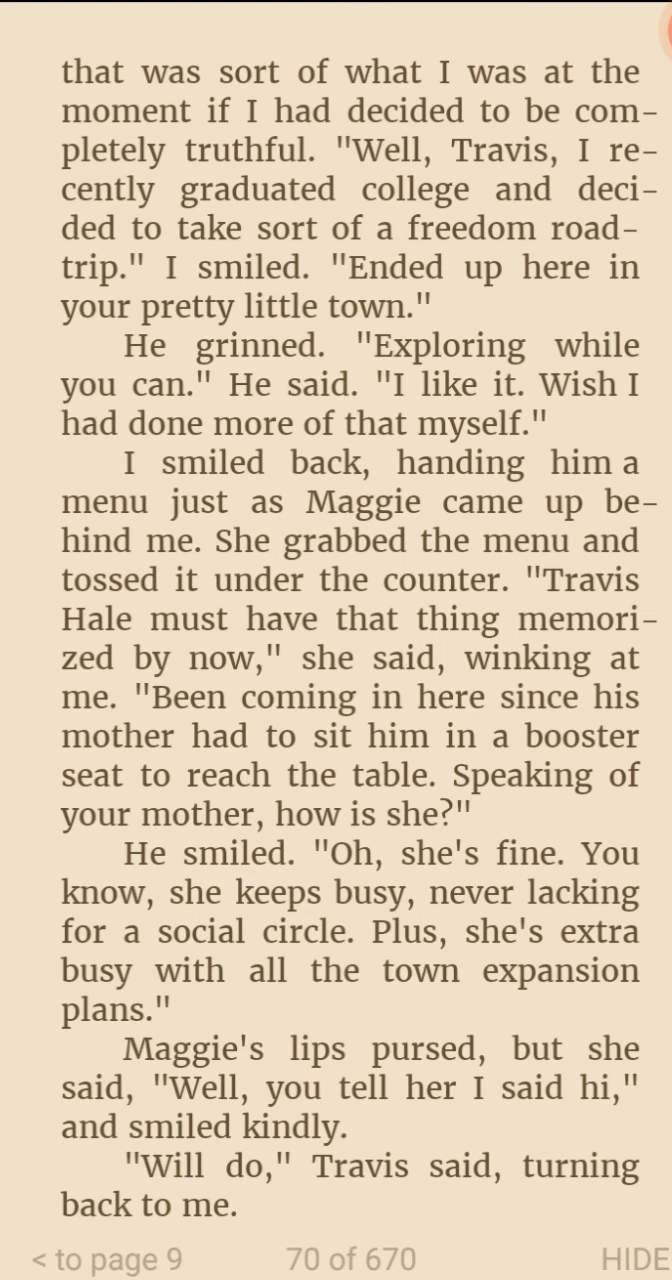 that was sort of what I was at the
moment if I had decided to be com-
pletely truthful. "Well, Travis, I re-
cently graduated college and deci-
ded to take sort of a freedom road-
trip." I smiled. "Ended up here in
your pretty little town."
He grinned. "Exploring while
you can." He said. "I like it. Wish I
had done more of that myself."
I smiled back, handing him a
menu just as Maggie came up be-
hind me. She grabbed the menu and
tossed it under the counter. "Travis
Hale must have that thing memori-
zed by now," she said, winking at
me. "Been coming in here since his
mother had to sit him in a booster
seat to reach the table. Speaking of
your mother, how is she?"
He smiled. "Oh, she's fine. You
know, she keeps busy, never lacking
for a social circle. Plus, she's extra
busy with all the town expansion
plans."
Maggie's lips pursed, but she
said, "Well, you tell her I said hi,"
and smiled kindly.
"Will do," Travis said, turning
back to me.
< to page 9 70 of 670 HIDE